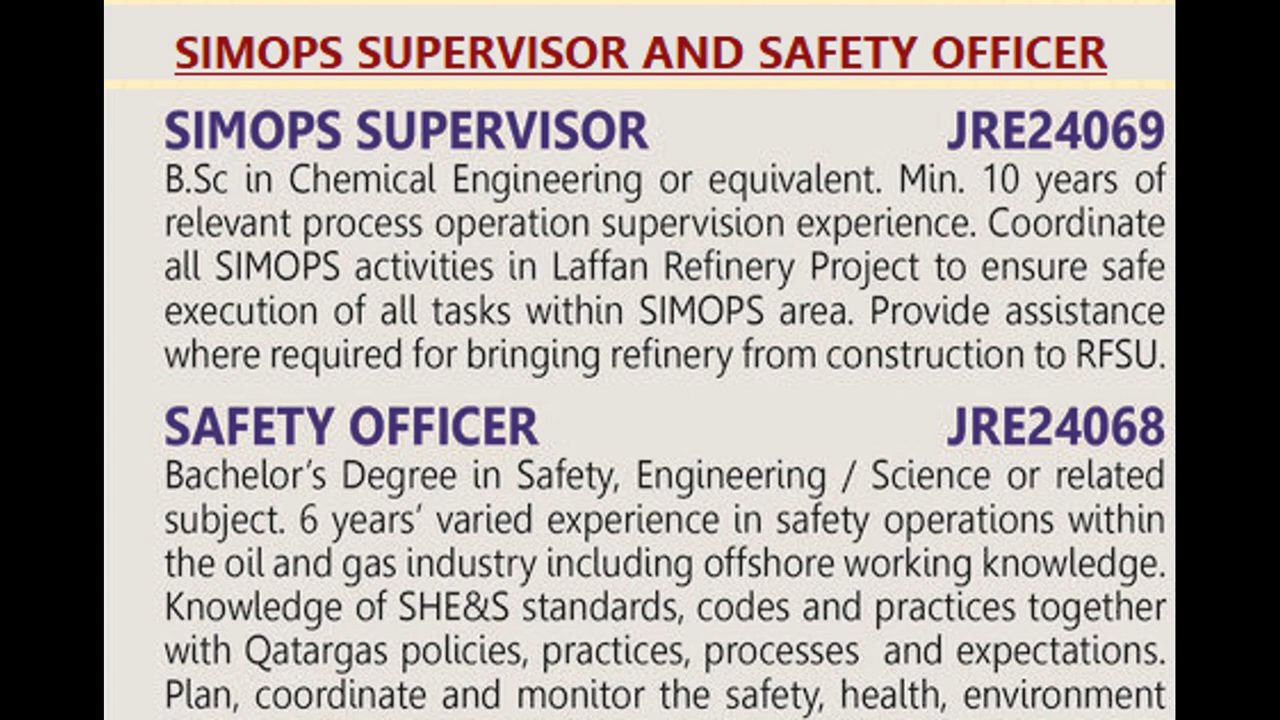 SIMOPS SUPERVISOR AND SAFETY OFFICER
SIMOPS SUPERVISOR JRE24069
B.Sc in Chemical Engineering or equivalent. Min. 10 years of
relevant process operation supervision experience. Coordinate
all SIMOPS activities in Laffan Refinery Project to ensure safe
execution of all tasks within SIMOPS area. Provide assistance
where required for bringing refinery from construction to RFSU.
SAFETY OFFICER JRE24068
Bachelor’s Degree in Safety, Engineering / Science or related
subject. 6 years’ varied experience in safety operations within
the oil and gas industry including offshore working knowledge.
Knowledge of SHE&S standards, codes and practices together
with Qatargas policies, practices, processes and expectations.
Plan, coordinate and monitor the safety, health, environment